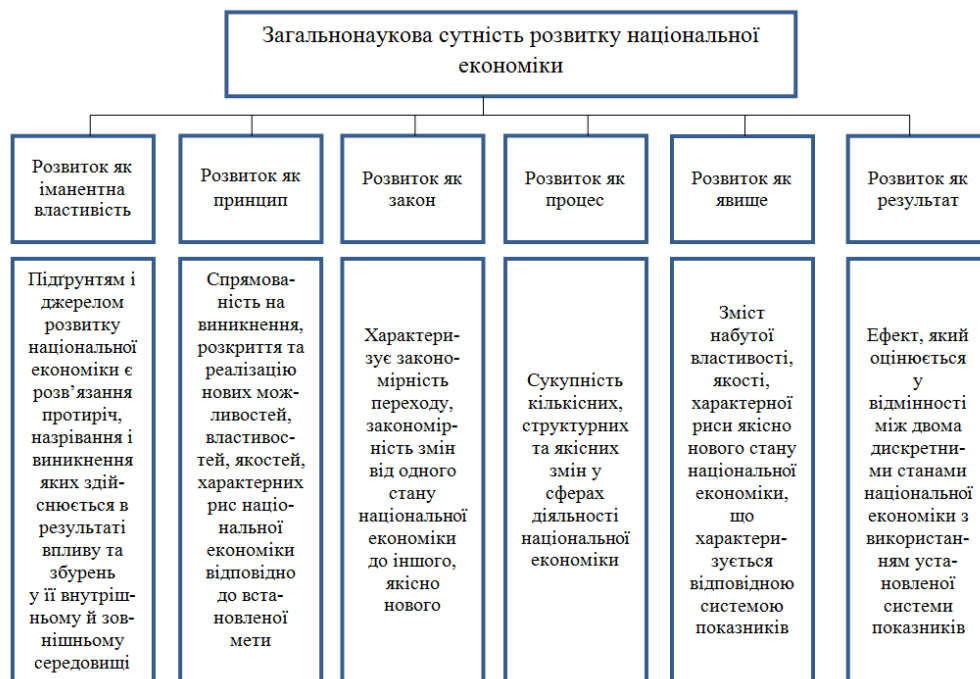 Загальнонаукова сутність розвитку національної
економіки
Розвиток як
іманентна
властивість
Розвиток як
принцип
Розвиток як
закон
Розвиток як
процес
Розвиток як
явище
Розвиток як
результат
Підґрунтям і
джерелом
розвитку
національної
економіки є
розв’язання
протиріч,
назрівання і
виникнення
яких здій-
снюється в
результаті
впливу та
збурень
у її внутріш-
ньому й зов-
нішньому
середовищі
Спрямова-
ність на
виникнення,
розкриття та
реалізацію
нових мож-
ливостей,
властивос-
тей, якостей,
характерних
рис націо-
нальної
економіки
відповідно
до вста-
новленої
мети
Характери-
зує законо-
мірність
переходу,
закономір-
ність змін
від одного
стану
національної
економіки
до іншого,
якісно
нового
Сукупність
кількісних,
структурних
та якісних
змін у
сферах
діяльності
національної
економіки
Зміст
набутої
властивості,
якості,
характерної
риси якісно
нового стану
національної
економіки,
що
характери-
зується
відповідною
системою
показників
Ефект, який
оцінюється
у
відмінності
між двома
дискретни-
ми станами
національної
економіки з
використан-
ням уста-
новленої
системи
показників